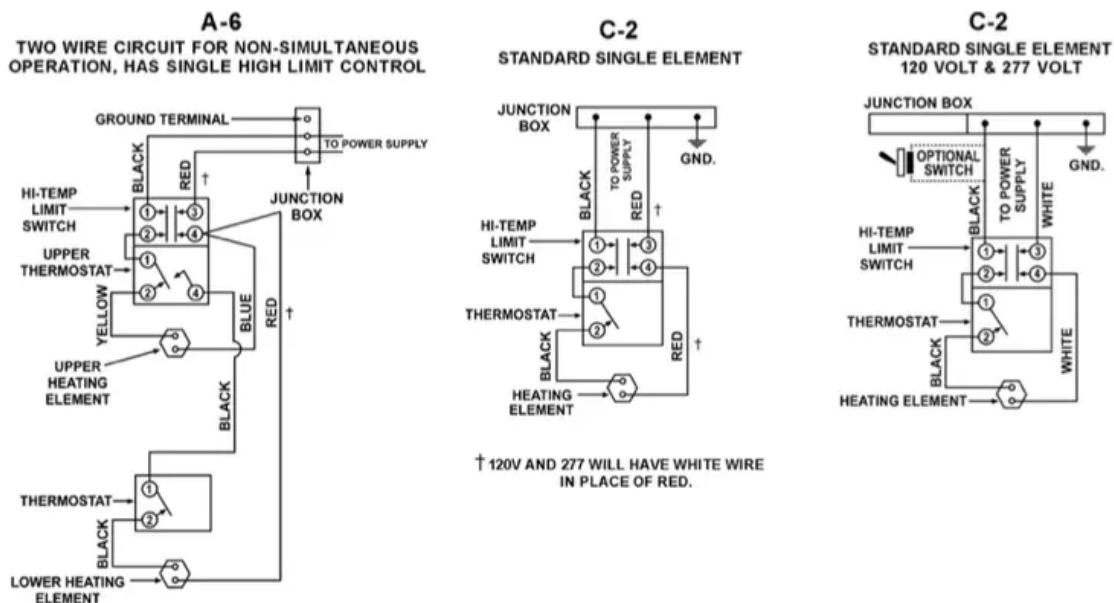 A-6
TWO WIRE CIRCUIT FOR NON-SIMULTANEOUS
OPERATION, HAS SINGLE HIGH LIMIT CONTROL
GROUND TERMINAL
TO POWER SUPPLY
BLACK
RED
†
JUNCTION
BOX
HI-TEMP
LIMIT
SWITCH
1
3
2
4
UPPER
THERMOSTAT
1
2
4
YELLOW
BLUE
RED
†
UPPER
HEATING
ELEMENT
BLACK
THERMOSTAT
1
2
BLACK
LOWER HEATING
ELEMENT
C-2
STANDARD SINGLE ELEMENT
JUNCTION
BOX
GND.
BLACK
TO POWER
SUPPLY
RED
†
HI-TEMP
LIMIT
SWITCH
1
3
2
4
THERMOSTAT
1
2
BLACK
RED
†
HEATING
ELEMENT
† 120V AND 277 WILL HAVE WHITE WIRE
IN PLACE OF RED.
C-2
STANDARD SINGLE ELEMENT
120 VOLT & 277 VOLT
JUNCTION BOX
OPTIONAL
SWITCH
GND.
BLACK
TO POWER
SUPPLY
WHITE
HI-TEMP
LIMIT
SWITCH
1
3
2
4
THERMOSTAT
1
2
BLACK
WHITE
HEATING ELEMENT